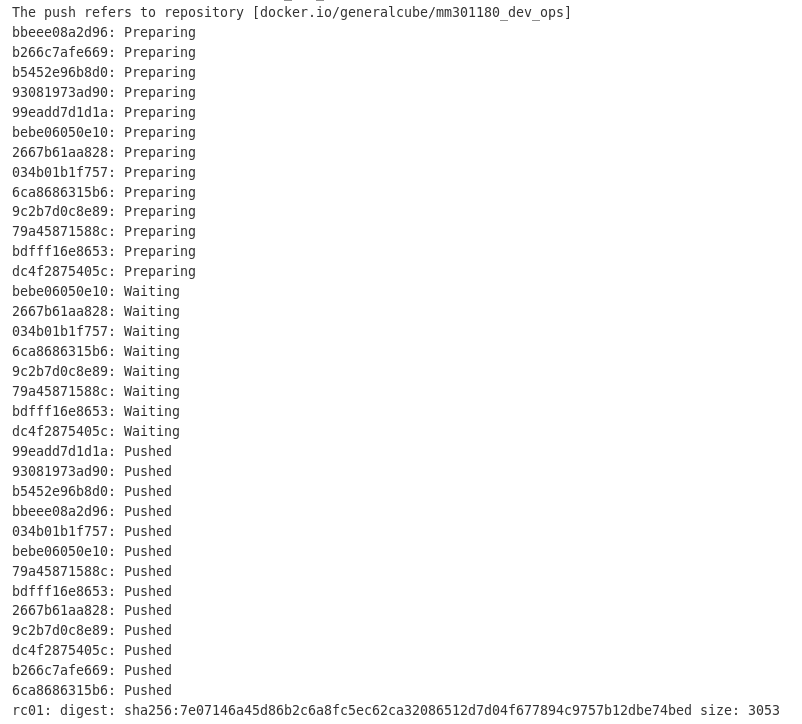 The push refers to repository [docker.io/generalcube/mm301180_dev_ops]
bbeee08a2d96: Preparing
b266c7afe669: Preparing
b5452e96b8d0: Preparing
93081973ad90: Preparing
99eadd7d1d1a: Preparing
bebe06050e10: Preparing
2667b61aa828: Preparing
034b01b1f757: Preparing
6ca8686315b6: Preparing
9c2b7d0c8e89: Preparing
79a45871588c: Preparing
bdfff16e8653: Preparing
dc4f2875405c: Preparing
bebe06050e10: Waiting
2667b61aa828: Waiting
034b01b1f757: Waiting
6ca8686315b6: Waiting
9c2b7d0c8e89: Waiting
79a45871588c: Waiting
bdfff16e8653: Waiting
dc4f2875405c: Waiting
99eadd7d1d1a: Pushed
93081973ad90: Pushed
b5452e96b8d0: Pushed
bbeee08a2d96: Pushed
034b01b1f757: Pushed
bebe06050e10: Pushed
79a45871588c: Pushed
bdfff16e8653: Pushed
2667b61aa828: Pushed
9c2b7d0c8e89: Pushed
dc4f2875405c: Pushed
b266c7afe669: Pushed
6ca8686315b6: Pushed
rc01: digest: sha256:7e07146a45d86b2c6a8fc5ec62ca32086512d7d04f677894c9757b12dbe74bed size: 3053